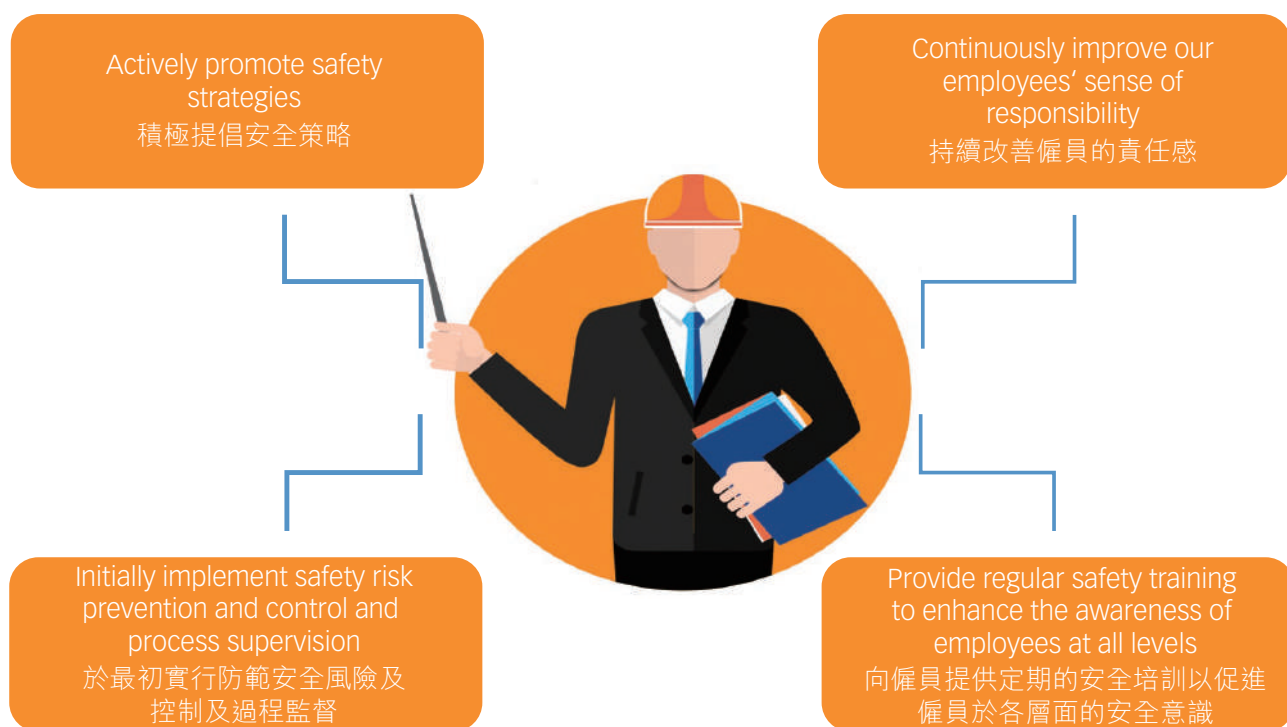 Actively promote safety
strategies
積極提倡安全策略
Continuously improve our
employees’ sense of
responsibility
持續改善僱員的責任感
Initially implement safety risk
prevention and control and
process supervision
於最初實行防範安全風險及
控制及過程監督
Provide regular safety training
to enhance the awareness of
employees at all levels
向僱員提供定期的安全培訓以促進
僱員於各層面的安全意識